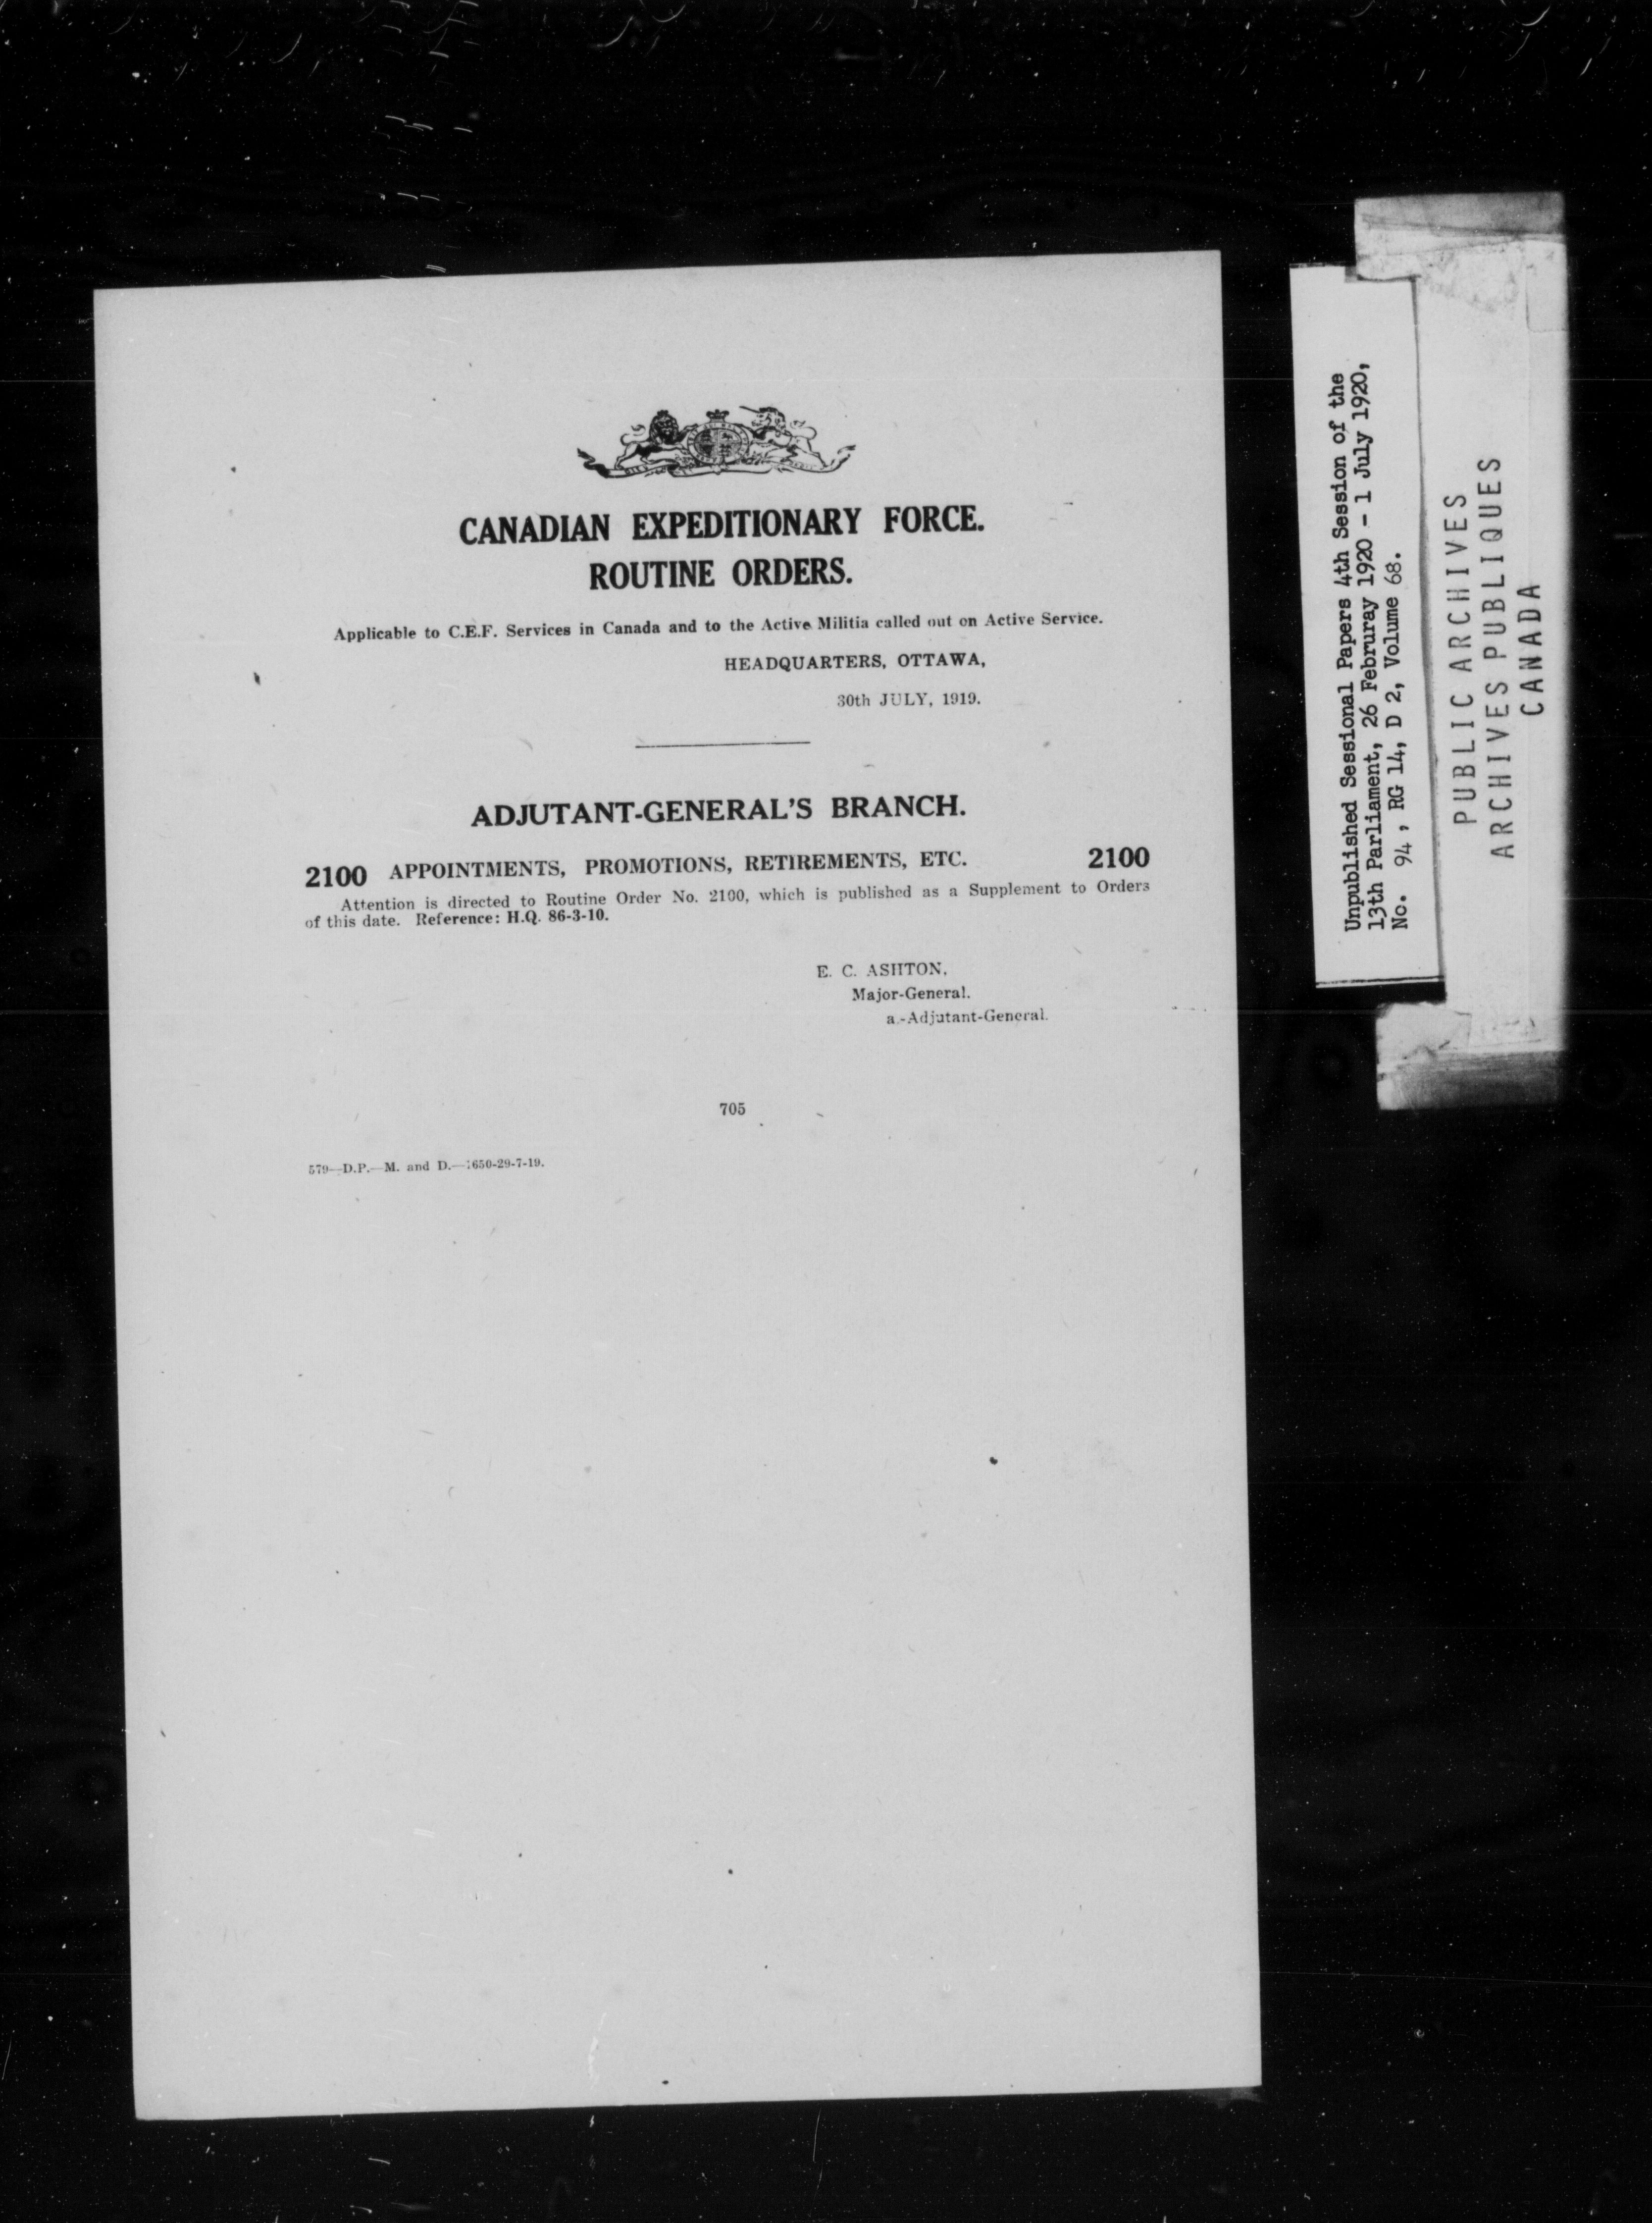 CANADIAN EXPEDITIONARY FORCE.
ROUTINE ORDERS.
Applicable to C.E.F. Services in Canada and to the Active Militia called out on Active Service.
HEADQUARTERS, OTTAWA,
30th JULY, 1919.
ADJUTANT-GENERAL'S BRANCH.
2100 APPOINTMENTS, PROMOTIONS, RETIREMENTS, ETC. 2100
Attention is directed to Routine Order No. 2100, which is published as a Supplement to Orders
of this date. Reference: H.Q. 86-3-10.
E. C. ASHTON,
Major-General.
a.-Adjutant-General.
705
579—D.P.—M. and D.—1650-29-7-19.
Unpublished Sessional Papers 4th Session of the
13th Parliament, 26 Februray 1920 - 1 July 1920,
No. 94, RG 14, D 2, Volume 68.
PUBLIC ARCHIVES
ARCHIVES PUBLIQUES
CANADA